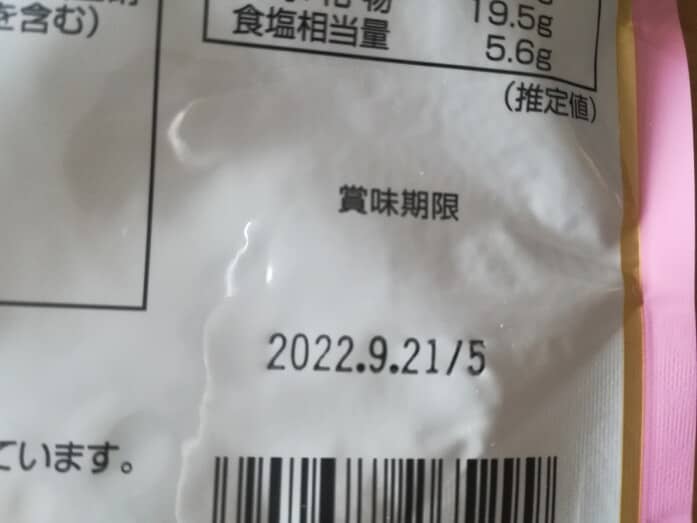 を含む)
物
19.5g
食塩相当量
5.6g
(推定値)
賞味期限
2022.9.21/5
ています。